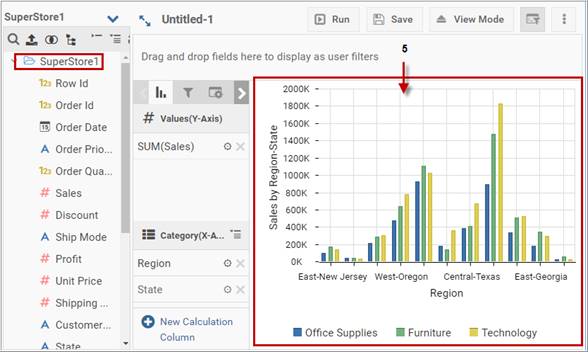 SuperStore1
Untitled-1
Run
Save
View Mode
SuperStore1
Drag and drop fields here to display as user filters
5
123 Row Id
123 Order Id
15 Order Date
A Order Prio...
123 Order Qua...
# Sales
# Discount
A Ship Mode
# Profit
# Unit Price
# Shipping ...
A Customer...
A State
# Values(Y-Axis)
SUM(Sales)
Category(X-A...
Region
State
New Calculation
Column
Sales by Region-State
2000K
1800K
1600K
1400K
1200K
1000K
800K
600K
400K
200K
0K
East-New Jersey
West-Oregon
Central-Texas
East-Georgia
Region
Office Supplies
Furniture
Technology